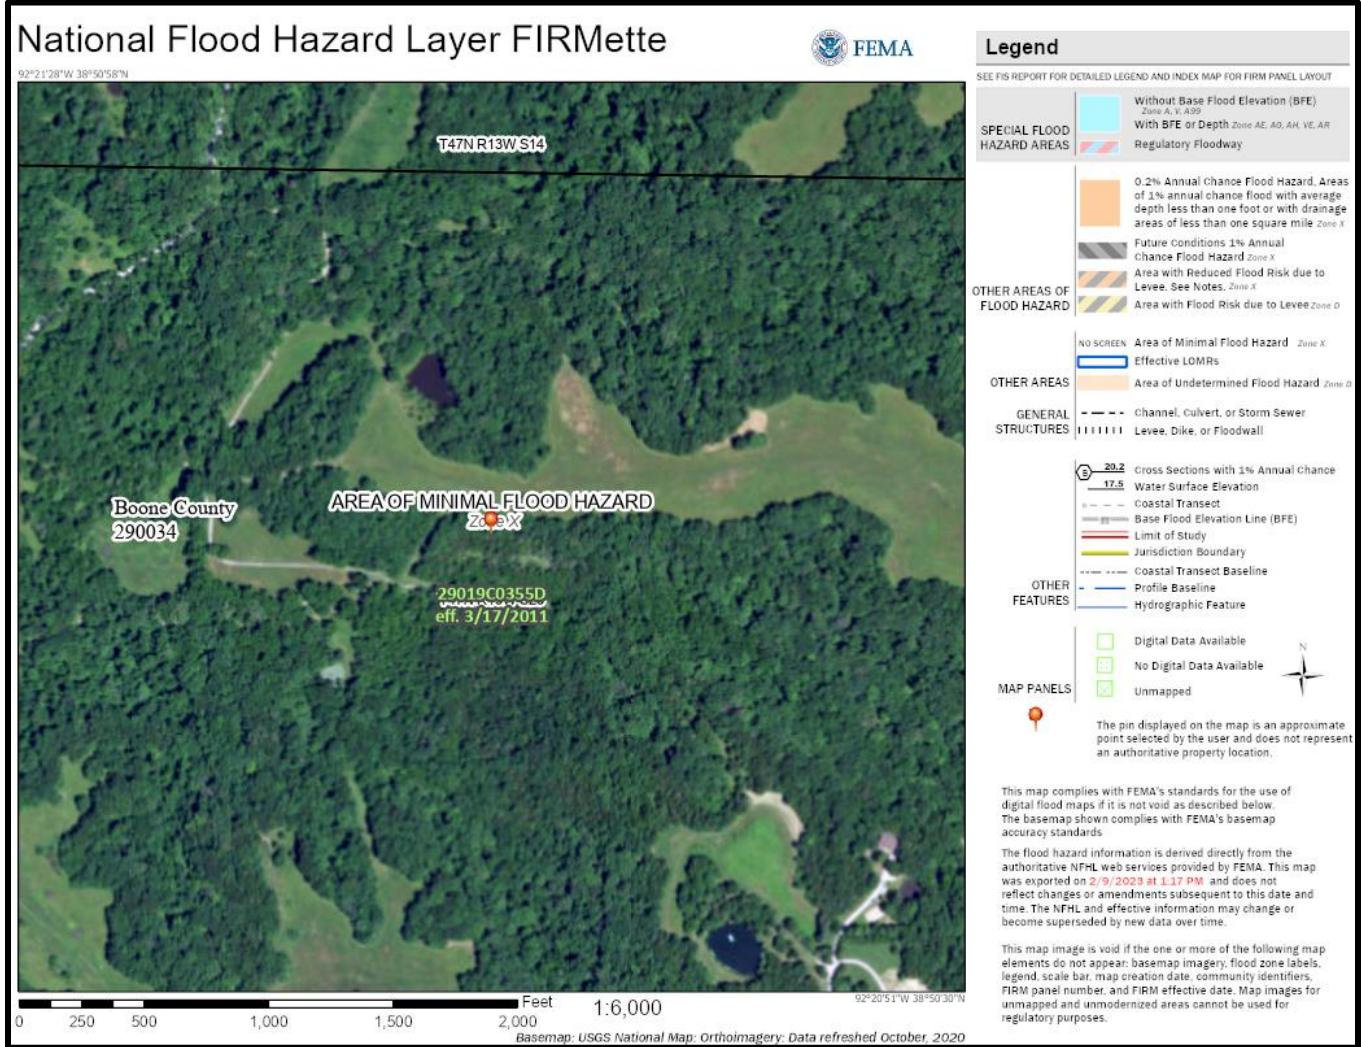 National Flood Hazard Layer FIRMette
FEMA
92°21'28"W 38°50'58"N
T47N R13W S14
Boone County
290034
AREA OF MINIMAL FLOOD HAZARD
Zone X
29019C0355D
eff. 3/17/2011
Feet
0 250 500 1,000 1,500 2,000
1:6,000
92°20'51"W 38°50'30"N
Basemap: USGS National Map: Orthoimagery: Data refreshed October, 2020
Legend
SEE FIS REPORT FOR DETAILED LEGEND AND INDEX MAP FOR FIRM PANEL LAYOUT
SPECIAL FLOOD
HAZARD AREAS
Without Base Flood Elevation (BFE)
Zone A, V, A99
With BFE or Depth Zone AE, AO, AH, VE, AR
Regulatory Floodway
OTHER AREAS OF
FLOOD HAZARD
0.2% Annual Chance Flood Hazard, Areas
of 1% annual chance flood with average
depth less than one foot or with drainage
areas of less than one square mile Zone X
Future Conditions 1% Annual
Chance Flood Hazard Zone X
Area with Reduced Flood Risk due to
Levee. See Notes. Zone X
Area with Flood Risk due to Levee Zone D
OTHER AREAS
NO SCREEN Area of Minimal Flood Hazard Zone X
Effective LOMRs
Area of Undetermined Flood Hazard Zone D
GENERAL
STRUCTURES
Channel, Culvert, or Storm Sewer
Levee, Dike, or Floodwall
OTHER
FEATURES
B 20.2 Cross Sections with 1% Annual Chance
17.5 Water Surface Elevation
Coastal Transect
Base Flood Elevation Line (BFE)
Limit of Study
Jurisdiction Boundary
Coastal Transect Baseline
Profile Baseline
Hydrographic Feature
MAP PANELS
Digital Data Available
No Digital Data Available
Unmapped
N
The pin displayed on the map is an approximate
point selected by the user and does not represent
an authoritative property location.
This map complies with FEMA's standards for the use of
digital flood maps if it is not void as described below.
The basemap shown complies with FEMA's basemap
accuracy standards
The flood hazard information is derived directly from the
authoritative NFHL web services provided by FEMA. This map
was exported on 2/9/2023 at 1:17 PM and does not
reflect changes or amendments subsequent to this date and
time. The NFHL and effective information may change or
become superseded by new data over time.
This map image is void if the one or more of the following map
elements do not appear: basemap imagery, flood zone labels,
legend, scale bar, map creation date, community identifiers,
FIRM panel number, and FIRM effective date. Map images for
unmapped and unmodernized areas cannot be used for
regulatory purposes.